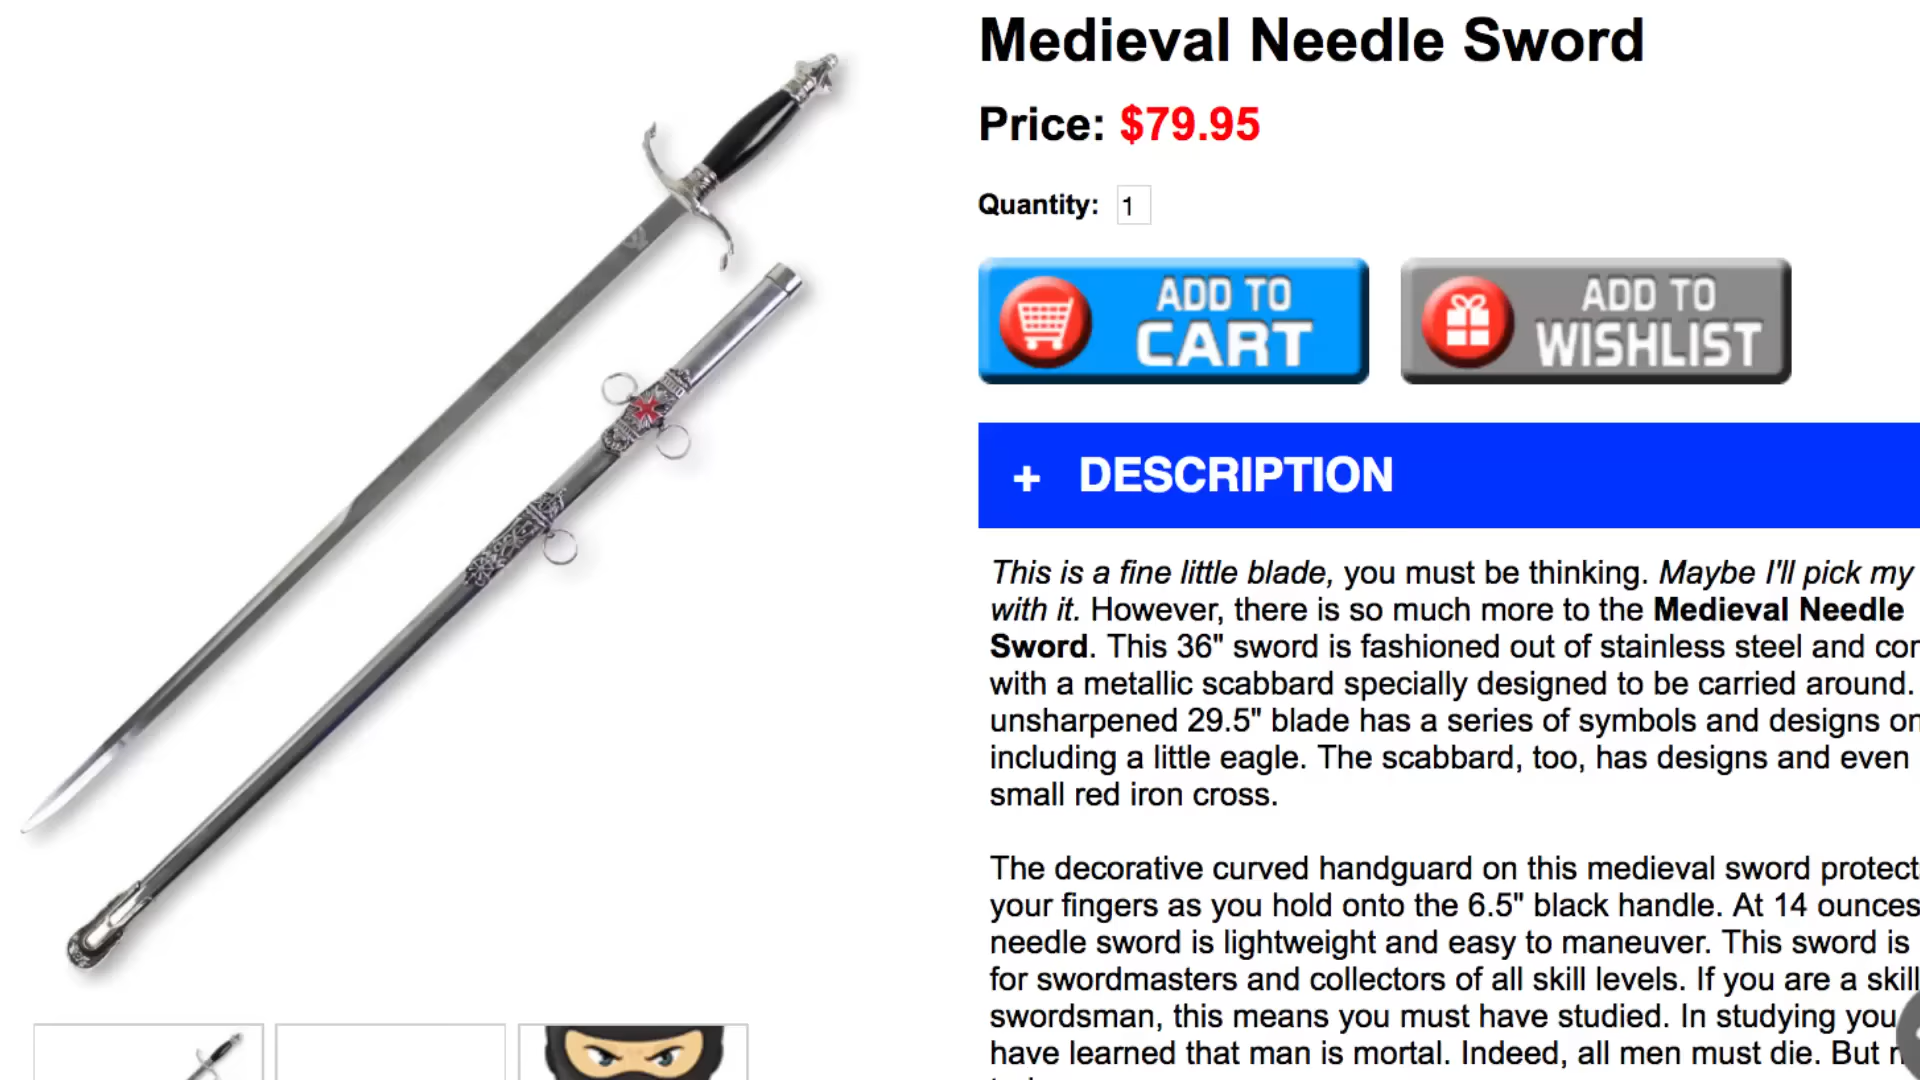 Medieval Needle Sword
Price: $79.95
Quantity: 1
ADD TO
CART
ADD TO
WISHLIST
+ DESCRIPTION
This is a fine little blade, you must be thinking. Maybe I'll pick my
with it. However, there is so much more to the Medieval Needle
Sword. This 36" sword is fashioned out of stainless steel and
with a metallic scabbard specially designed to be carried around.
unsharpened 29.5" blade has a series of symbols and designs
including a little eagle. The scabbard, too, has designs and even
small red iron cross.
The decorative curved handguard on this medieval sword
your fingers as you hold onto the 6.5" black handle. At 14 ounces
needle sword is lightweight and easy to maneuver. This sword is
for swordmasters and collectors of all skill levels. If you are a
swordsman, this means you must have studied. In studying you
have learned that man is mortal. Indeed, all men must die. But